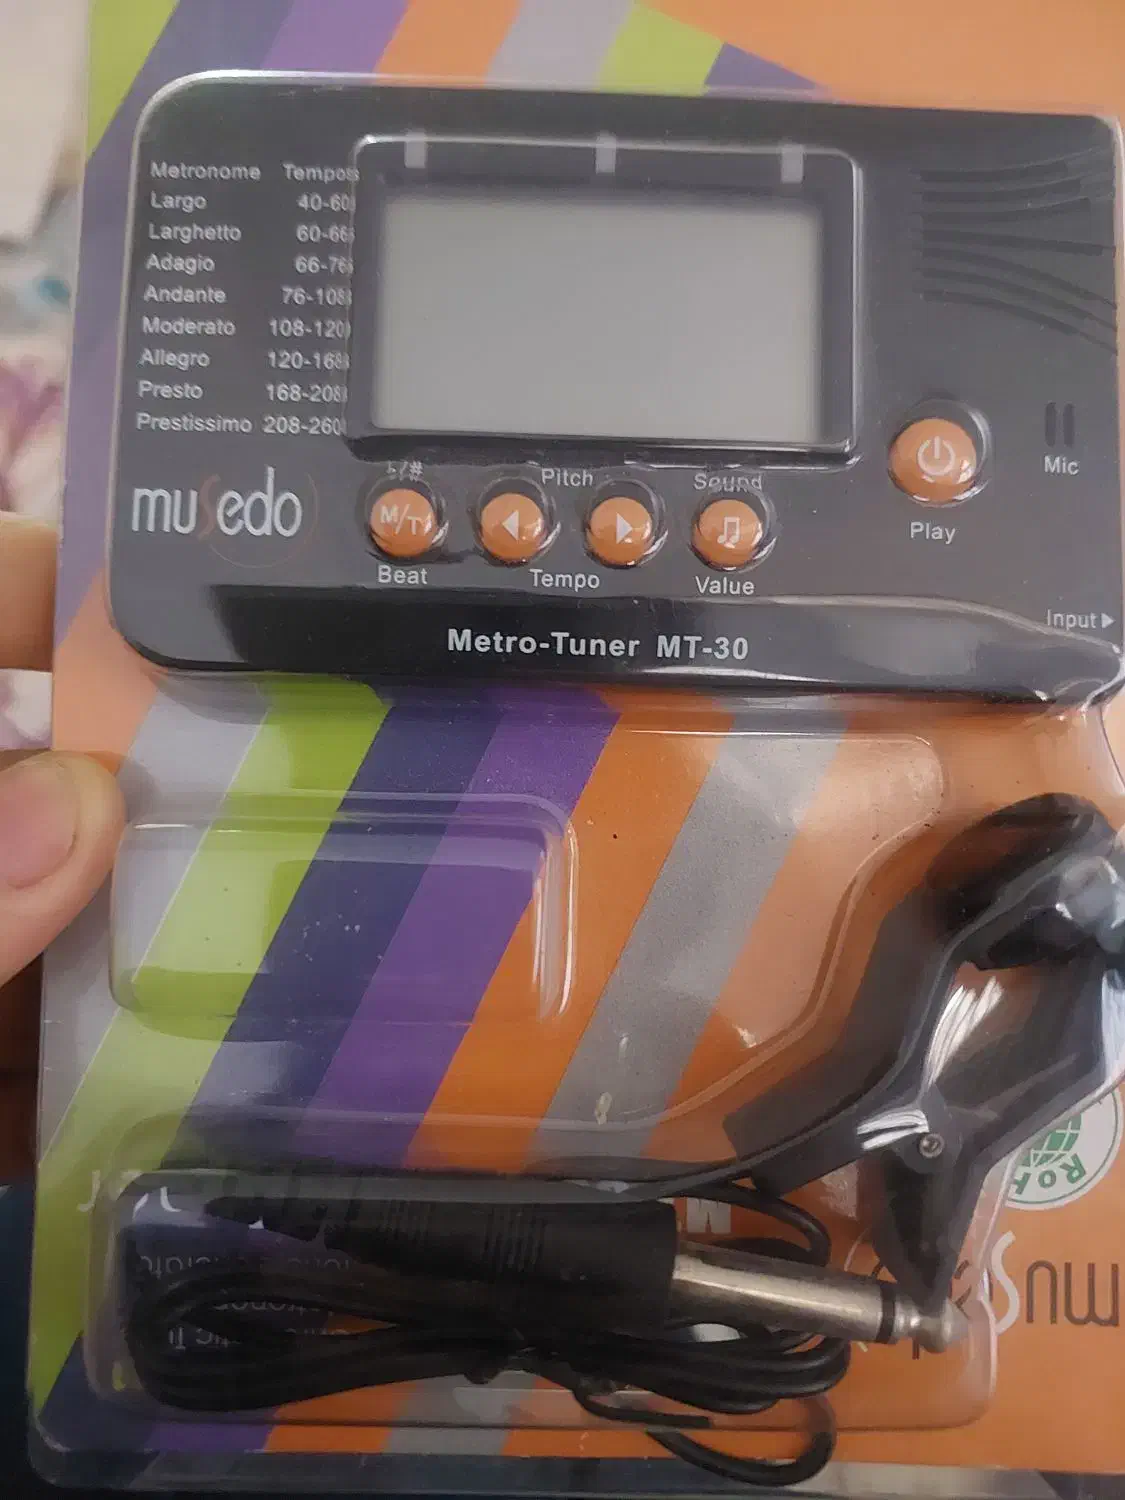 Metronome Tempos
Largo 40-60
Larghetto 60-66
Adagio 66-76
Andante 76-108
Moderato 108-120
Allegro 120-168
Presto 168-208
Prestissimo 208-260
musedo
♭/# Pitch Sound
M/T
Beat Tempo Value
Play
Mic
Input
Metro-Tuner MT-30
RoH
mus